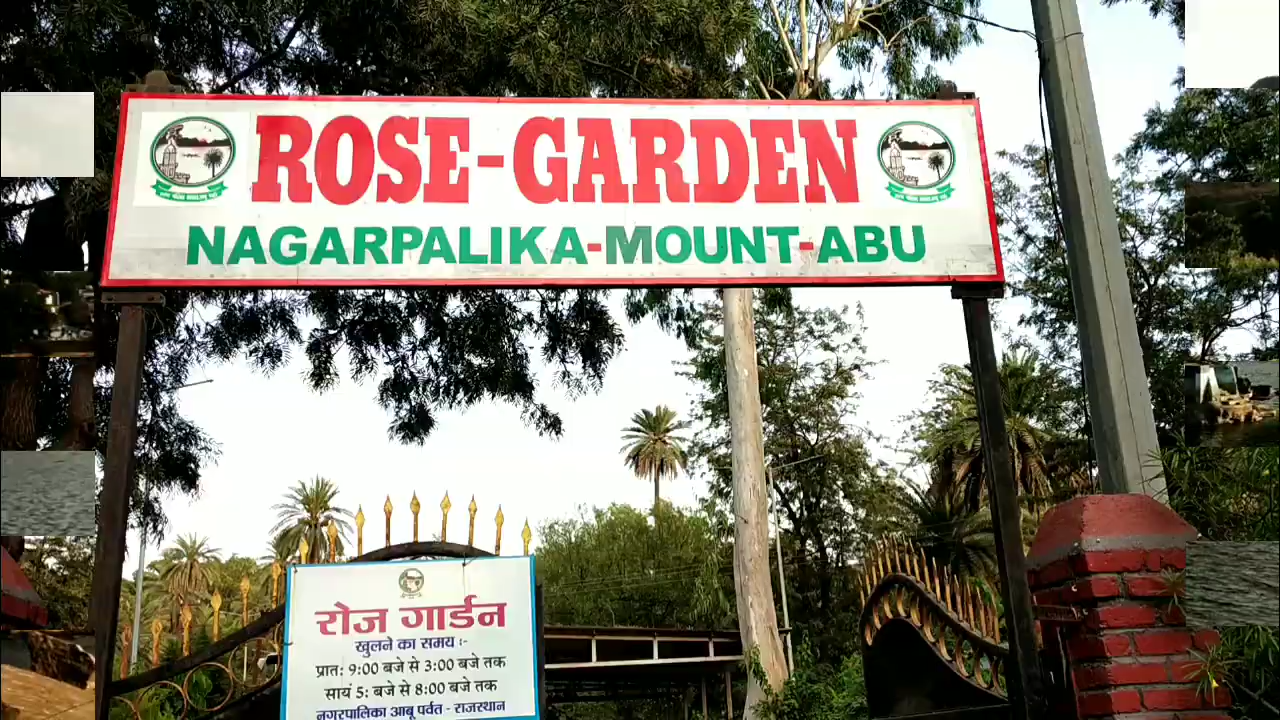 ROSE-GARDEN
NAGARPALIKA-MOUNT-ABU
रोज गार्डन
खुलने का समय :-
प्रातः 9:00 बजे से 3:00 बजे तक
सायं 5: बजे से 8:00 बजे तक
नगरपालिका आबू पर्वत - राजस्थान